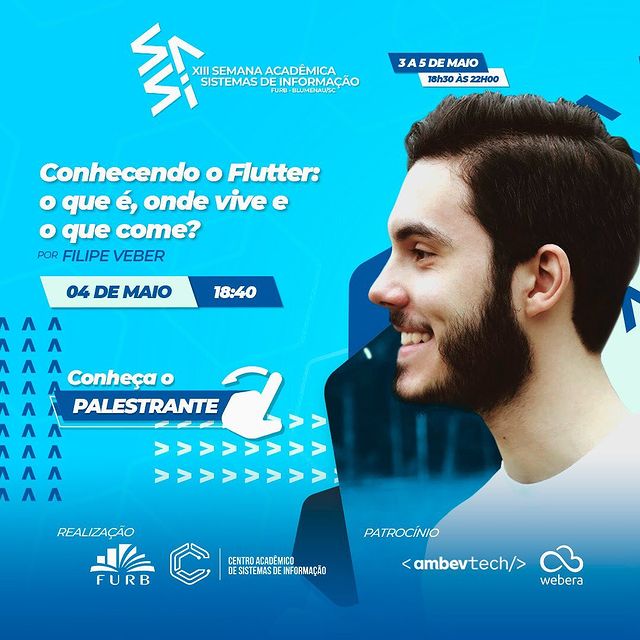 XIII SEMANA ACADÊMICA
SISTEMAS DE INFORMAÇÃO
FURB - BLUMENAU/SC
3 A 5 DE MAIO
18h30 ÀS 22H00
Conhecendo o Flutter:
o que é, onde vive e
o que come?
POR FILIPE VEBER
04 DE MAIO 18:40
Conheça o
PALESTRANTE
REALIZAÇÃO
FURB
CENTRO ACADÊMICO
DE SISTEMAS DE INFORMAÇÃO
PATROCÍNIO
<ambevtech/>
webera